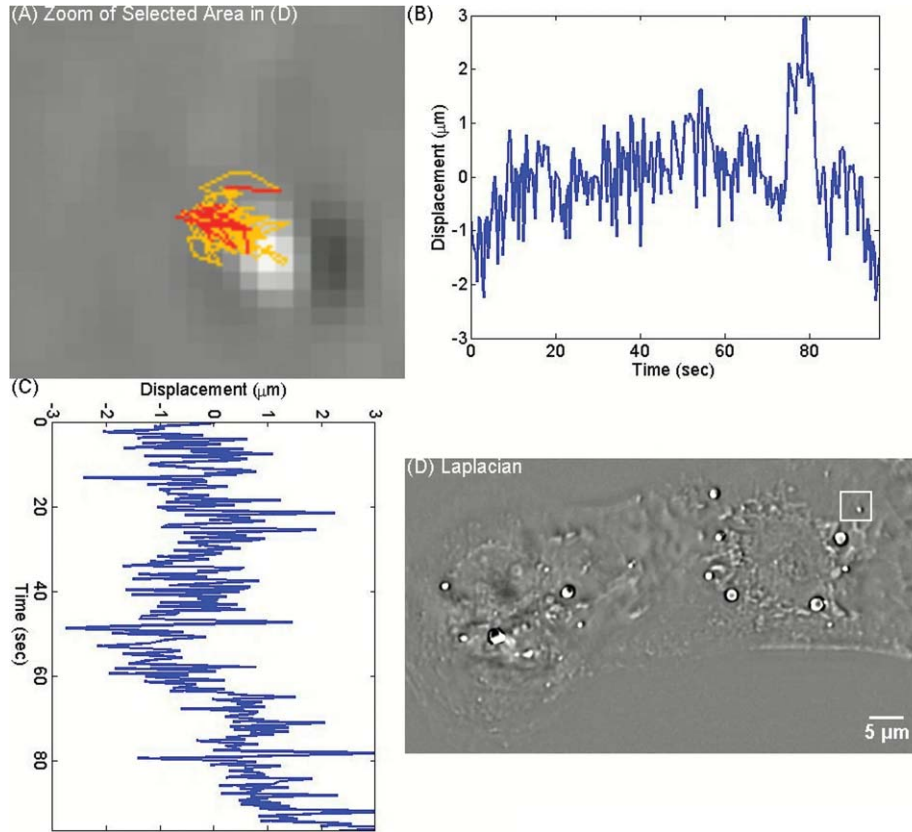 (A) Zoom of Selected Area in (D)
(B)
Displacement (μm)
3
2
1
0
-1
-2
-3
0 20 40 60 80
Time (sec)
(C)
Displacement (μm)
-3 -2 -1 0 1 2 3
0
20
40
60
80
Time (sec)
(D) Laplacian
5 μm